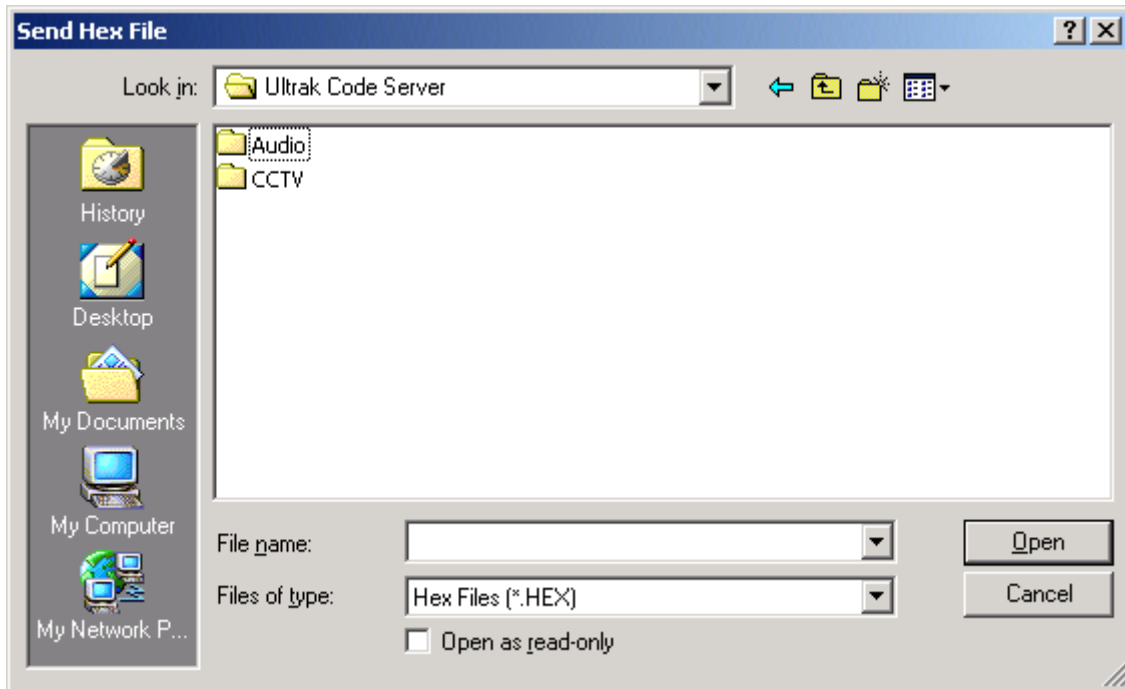 Send Hex File
Look in: Ultrak Code Server
Audio
CCTV
History
Desktop
My Documents
My Computer
My Network P...
File name:
Open
Files of type: Hex Files (*.HEX)
Cancel
Open as read-only